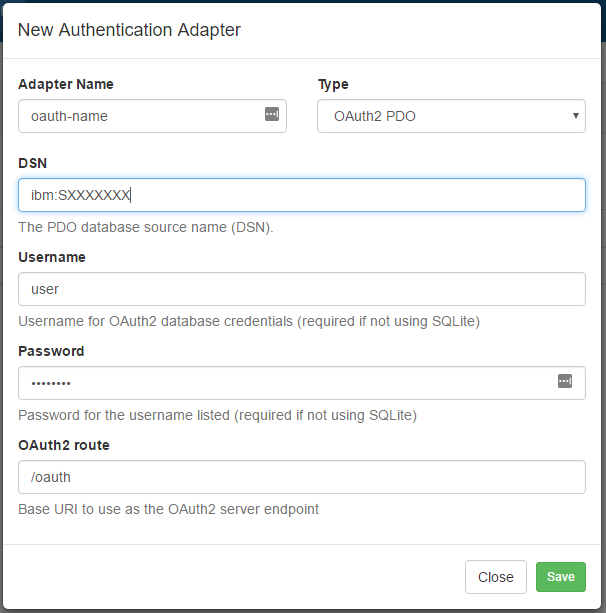 New Authentication Adapter
Adapter Name Type
oauth-name OAuth2 PDO
DSN
ibm:SXXXXXXX
The PDO database source name (DSN).
Username
user
Username for OAuth2 database credentials (required if not using SQLite)
Password
••••••••
Password for the username listed (required if not using SQLite)
OAuth2 route
/oauth
Base URI to use as the OAuth2 server endpoint
Close Save